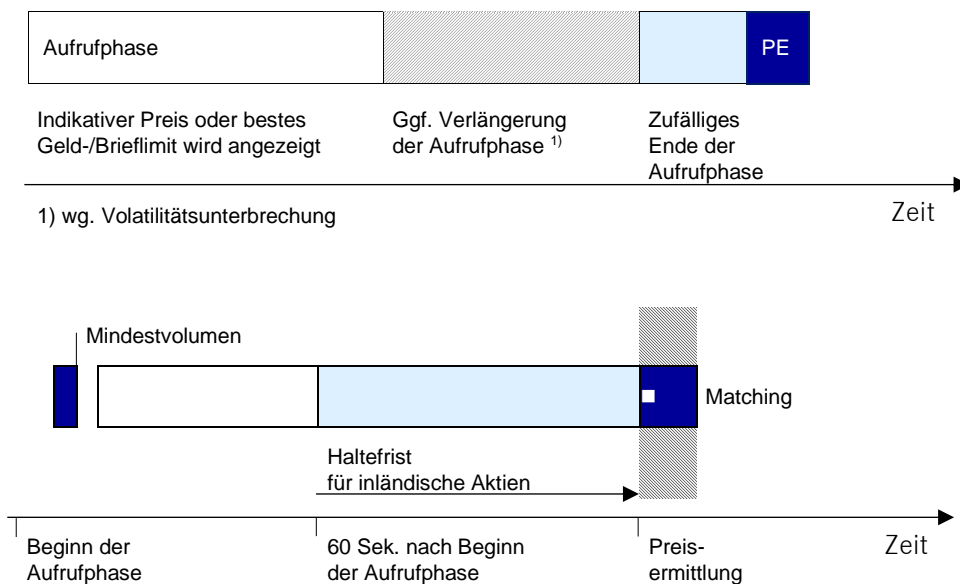 Aufrufphase
PE
Indikativer Preis oder bestes
Geld-/Brieflimit wird angezeigt
Ggf. Verlängerung
der Aufrufphase 1)
Zufälliges
Ende der
Aufrufphase
Zeit
1) wg. Volatilitätsunterbrechung
Mindestvolumen
Matching
Haltefrist
für inländische Aktien
Beginn der
Aufrufphase
60 Sek. nach Beginn
der Aufrufphase
Preis-
ermittlung
Zeit